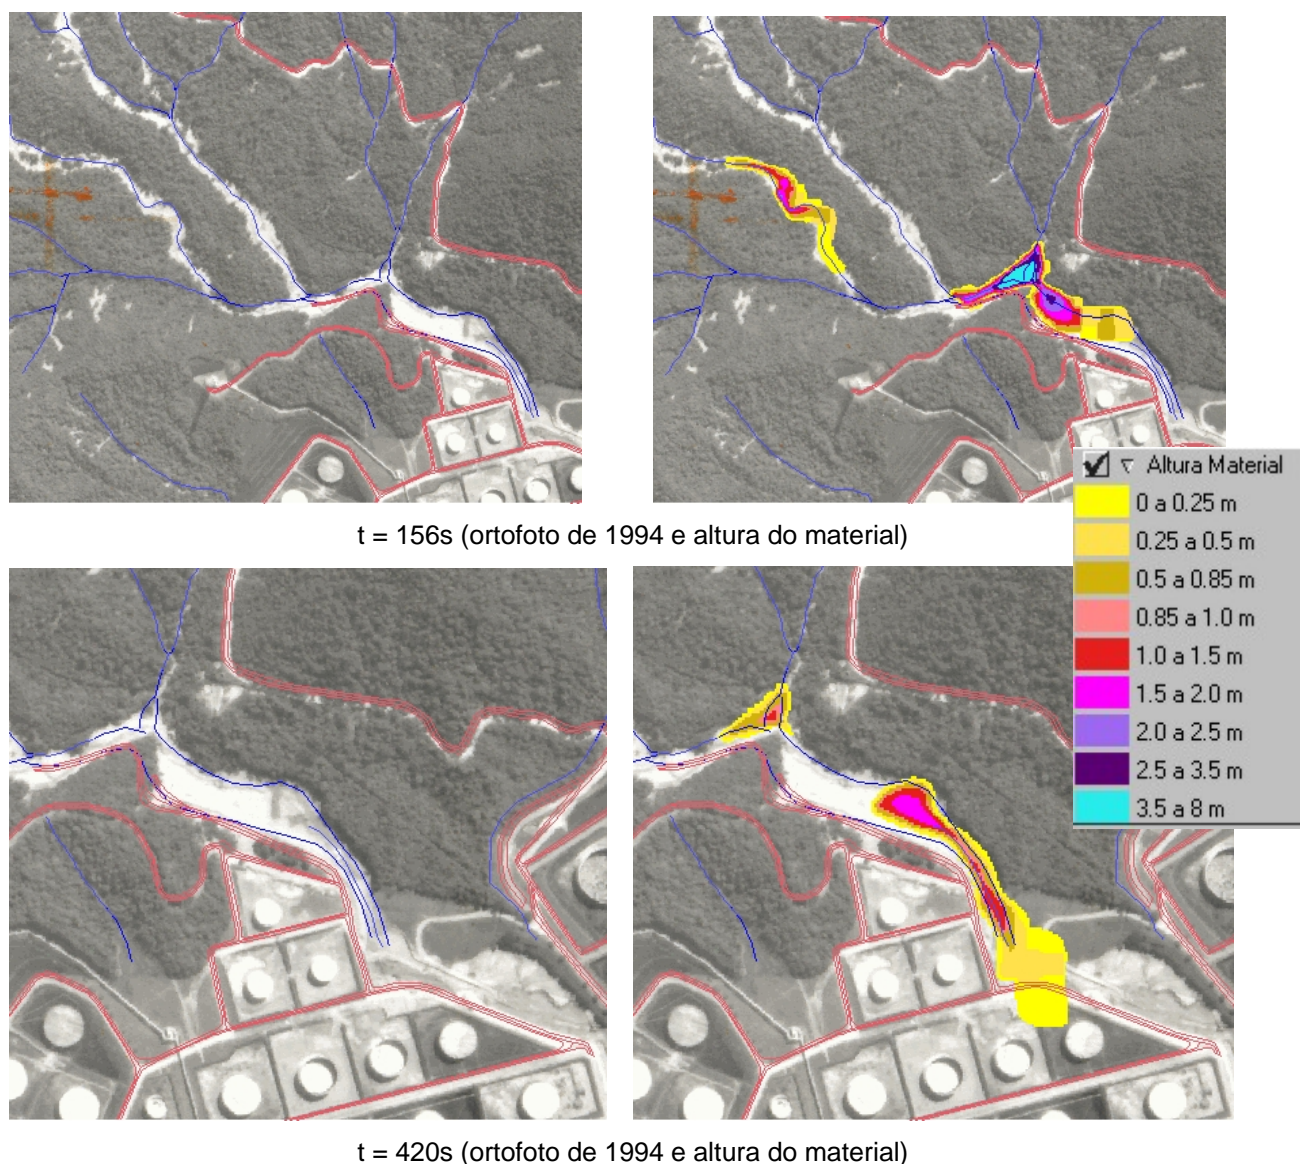 Altura Material
0 a 0.25 m
0.25 a 0.5 m
0.5 a 0.85 m
0.85 a 1.0 m
1.0 a 1.5 m
1.5 a 2.0 m
2.0 a 2.5 m
2.5 a 3.5 m
3.5 a 8 m
t = 156s (ortofoto de 1994 e altura do material)
t = 420s (ortofoto de 1994 e altura do material)